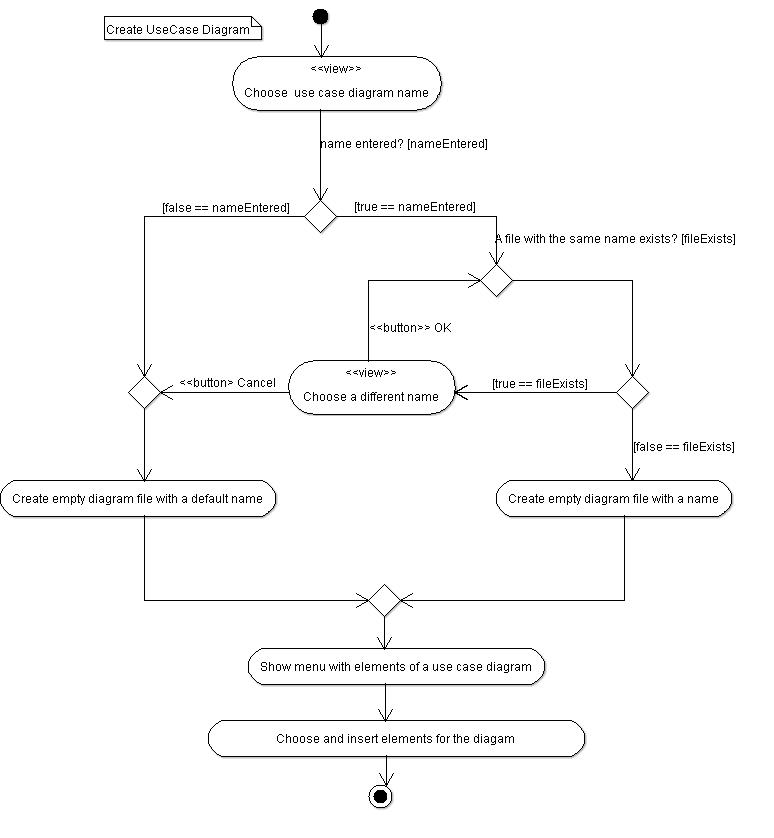 Create UseCase Diagram
<<view>>
Choose use case diagram name
name entered? [nameEntered]
[false == nameEntered]
[true == nameEntered]
A file with the same name exists? [fileExists]
<<button>> OK
<<view>>
Choose a different name
<<button> Cancel
[true == fileExists]
[false == fileExists]
Create empty diagram file with a default name
Create empty diagram file with a name
Show menu with elements of a use case diagram
Choose and insert elements for the diagam